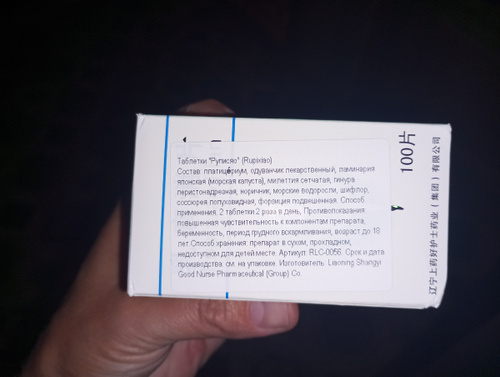 Таблетки "Руписяо" (Rupixiao)
Состав: платицériум, одуванчик лекарственный, ламинария
японская (морская капуста), милеттия сетчатая, гинура
перистонадрезная, норичник; морские водоросли, шифлор,
соссюрея лопуховидная, форзиция подвешенная. Способ
применения: 2 таблетки 2 раза в день, Противопоказания:
повышенная чувствительность к компонентам препарата,
беременность, период грудного вскармливания, возраст до 18
лет.Способ хранения: препарат в сухом, прохладном,
недоступном для детей месте. Артикул: RLC-0056. Срок и дата
производства: см. на упаковке. Изготовитель: Liaoning Shangyi
Good Nurse Pharmaceutical (Group) Co.
100片
辽宁上药好护士药业（集团）有限公司